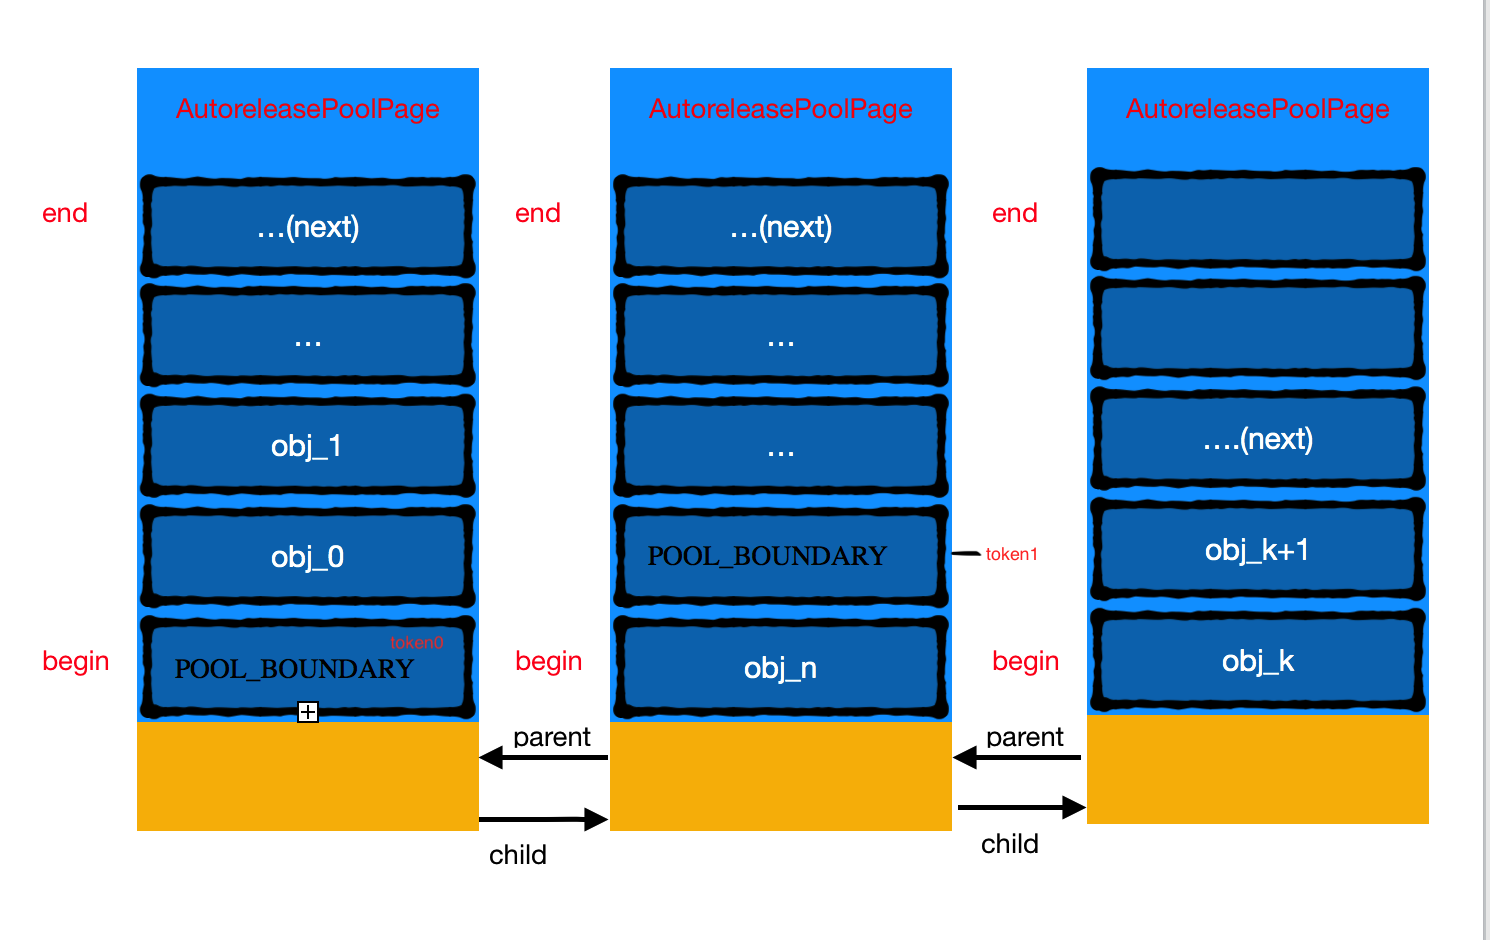 AutoreleasePoolPage
end
…(next)
…
obj_1
obj_0
token0
begin
POOL_BOUNDARY
AutoreleasePoolPage
end
…(next)
…
…
POOL_BOUNDARY
token1
begin
obj_n
AutoreleasePoolPage
end
….(next)
obj_k+1
begin
obj_k
parent
child
parent
child